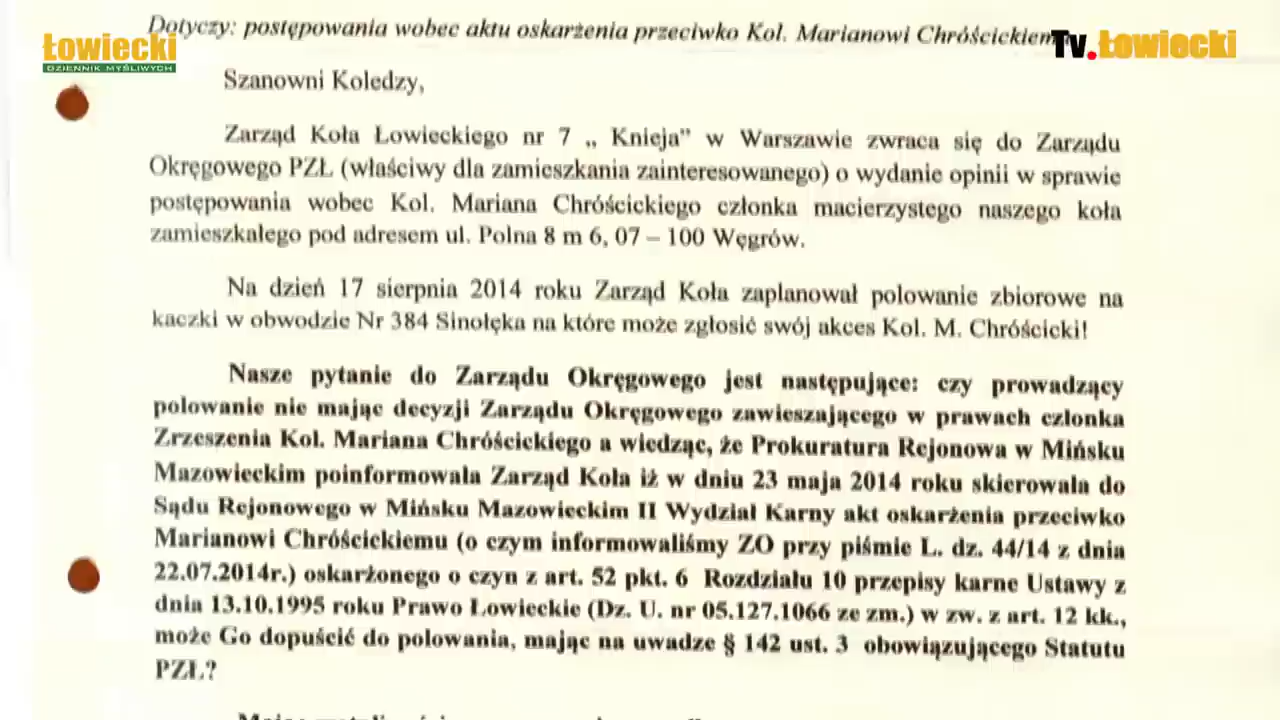 Dotyczy: postępowania wobec aktu oskarżenia przeciwko Kol. Marianowi Chróścickiemu
Łowiecki
DZIENNIK MYŚLIWYCH
Tv.Łowiecki
Szanowni Koledzy,
Zarząd Koła Łowieckiego nr 7 „ Knieja” w Warszawie zwraca się do Zarządu
Okręgowego PZŁ (właściwy dla zamieszkania zainteresowanego) o wydanie opinii w sprawie
postępowania wobec Kol. Mariana Chróścickiego członka macierzystego naszego koła
zamieszkałego pod adresem ul. Polna 8 m 6, 07 – 100 Węgrów.
Na dzień 17 sierpnia 2014 roku Zarząd Koła zaplanował polowanie zbiorowe na
kaczki w obwodzie Nr 384 Sinołęka na które może zgłosić swój akces Kol. M. Chróścicki!
Nasze pytanie do Zarządu Okręgowego jest następujące: czy prowadzący
polowanie nie mając decyzji Zarządu Okręgowego zawieszającego w prawach członka
Zrzeszenia Kol. Mariana Chróścickiego a wiedząc, że Prokuratura Rejonowa w Mińsku
Mazowieckim poinformowała Zarząd Koła iż w dniu 23 maja 2014 roku skierowała do
Sądu Rejonowego w Mińsku Mazowieckim II Wydział Karny akt oskarżenia przeciwko
Marianowi Chróścickiemu (o czym informowaliśmy ZO przy piśmie L. dz. 44/14 z dnia
22.07.2014r.) oskarżonego o czyn z art. 52 pkt. 6 Rozdziału 10 przepisy karne Ustawy z
dnia 13.10.1995 roku Prawo Łowieckie (Dz. U. nr 05.127.1066 ze zm.) w zw. z art. 12 kk.,
może Go dopuścić do polowania, mając na uwadze § 142 ust. 3 obowiązującego Statutu
PZŁ?